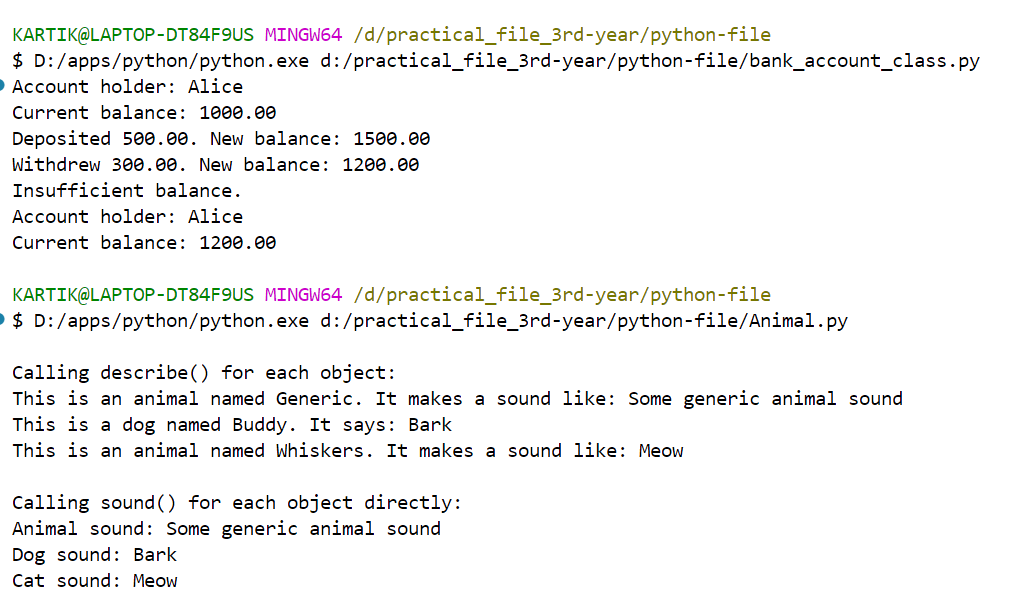 KARTIK@LAPTOP-DT84F9US MINGW64 /d/practical_file_3rd-year/python-file
$ D:/apps/python/python.exe d:/practical_file_3rd-year/python-file/bank_account_class.py
Account holder: Alice
Current balance: 1000.00
Deposited 500.00. New balance: 1500.00
Withdrew 300.00. New balance: 1200.00
Insufficient balance.
Account holder: Alice
Current balance: 1200.00
KARTIK@LAPTOP-DT84F9US MINGW64 /d/practical_file_3rd-year/python-file
$ D:/apps/python/python.exe d:/practical_file_3rd-year/python-file/Animal.py
Calling describe() for each object:
This is an animal named Generic. It makes a sound like: Some generic animal sound
This is a dog named Buddy. It says: Bark
This is an animal named Whiskers. It makes a sound like: Meow
Calling sound() for each object directly:
Animal sound: Some generic animal sound
Dog sound: Bark
Cat sound: Meow